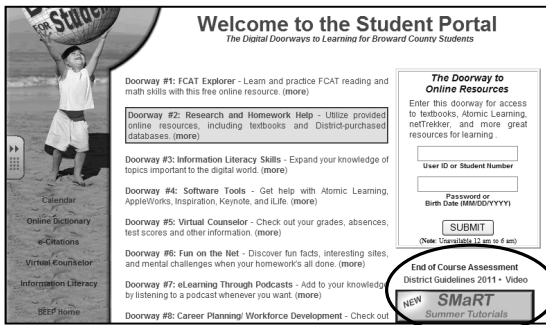 for
Student
Welcome to the Student Portal
The Digital Doorways to Learning for Broward County Students
Doorway #1: FCAT Explorer - Learn and practice FCAT reading and
math skills with this free online resource. (more)
Doorway #2: Research and Homework Help - Utilize provided
online resources, including textbooks and District-purchased
databases. (more)
Doorway #3: Information Literacy Skills - Expand your knowledge of
topics important to the digital world. (more)
Doorway #4: Software Tools - Get help with Atomic Learning,
AppleWorks, Inspiration, Keynote, and iLife. (more)
Doorway #5: Virtual Counselor - Check out your grades, absences,
test scores and other information. (more)
Doorway #6: Fun on the Net - Discover fun facts, interesting sites,
and mental challenges when your homework's all done. (more)
Doorway #7: eLearning Through Podcasts - Add to your knowledge
by listening to a podcast whenever you want. (more)
Doorway #8: Career Planning/ Workforce Development - Check out
Calendar
Online Dictionary
e-Citations
Virtual Counselor
Information Literacy
BEEP Home
The Doorway to
Online Resources
Enter this doorway for access
to textbooks, Atomic Learning,
netTrekker, and more great
resources for learning .
User ID or Student Number
Password or
Birth Date (MM/DD/YYYY)
SUBMIT
(Note: Unavailable 12 am to 6 am)
End of Course Assessment
District Guidelines 2011 • Video
NEW SMaRT
Summer Tutorials